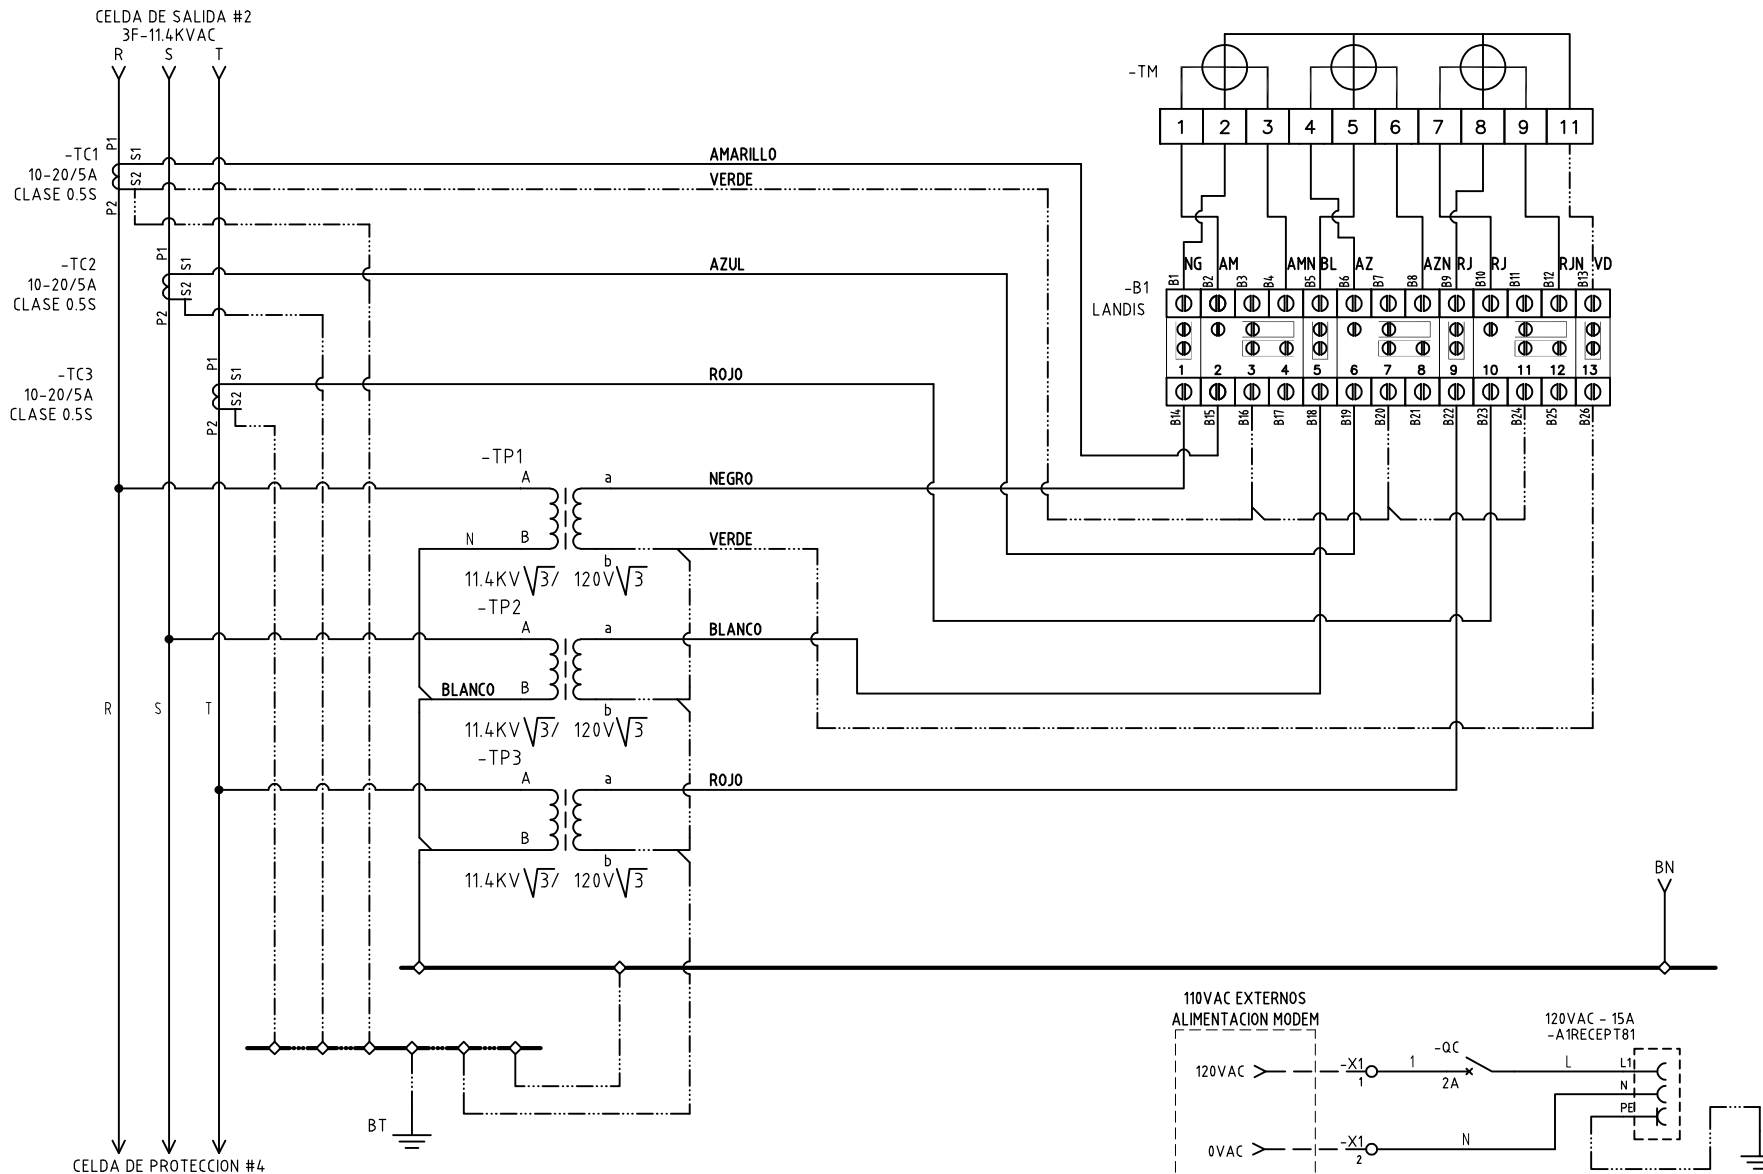 CELDA DE SALIDA #2
3F-11.4KVAC
R S T
-TM
1 2 3 4 5 6 7 8 9 11
P1 S1
-TC1
10-20/5A
CLASE 0.5S
S2
P2
AMARILLO
VERDE
P1 S1
-TC2
10-20/5A
CLASE 0.5S
S2
P2
AZUL
P1 S1
-TC3
10-20/5A
CLASE 0.5S
S2
P2
ROJO
NG AM AMN BL AZ AZN RJ RJ RJN VD
B1 B2 B3 B4 B5 B6 B7 B8 B9 B10 B11 B12 B13
-B1
LANDIS
1 2 3 4 5 6 7 8 9 10 11 12 13
B14 B15 B16 B17 B18 B19 B20 B21 B22 B23 B24 B25 B26
-TP1
A a NEGRO
N B b VERDE
11.4KV√3/ 120V√3
-TP2
A a BLANCO
BLANCO B b
11.4KV√3/ 120V√3
R S T
-TP3
A a ROJO
B b
11.4KV√3/ 120V√3
BN
BT
110VAC EXTERNOS
ALIMENTACION MODEM
120VAC - 15A
-A1RECEPT81
120VAC -X1 1 1 -QC 2A L L1
N
PE
0VAC -X1 2 N
CELDA DE PROTECCION #4